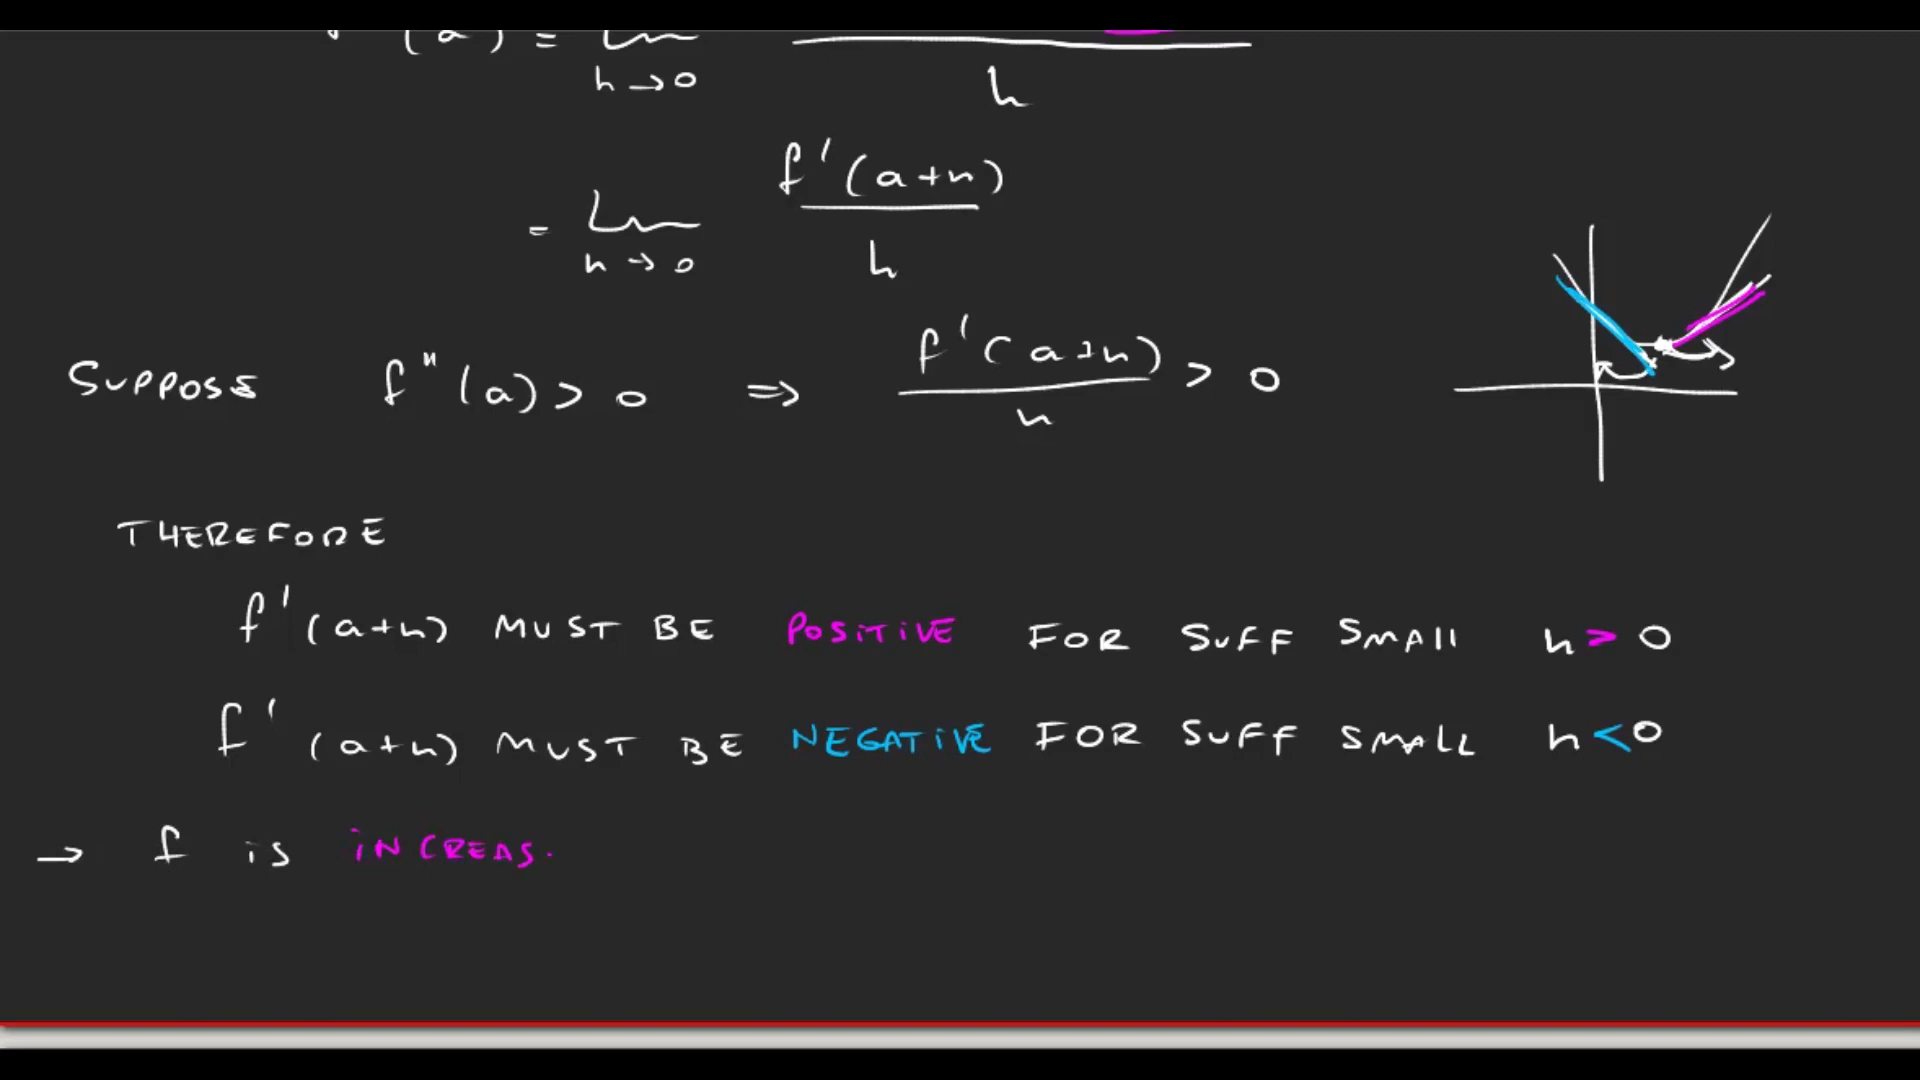 (a) = lim
h→0
h
= lim f'(a+h)
h→0 h
SUPPOSE f"(a) > 0 ⇒ f'(a+h) > 0
h
THEREFORE
f'(a+h) MUST BE POSITIVE FOR SUFF SMALL h > 0
f'(a+h) MUST BE NEGATIVE FOR SUFF SMALL h < 0
→ f is iNCREAS.